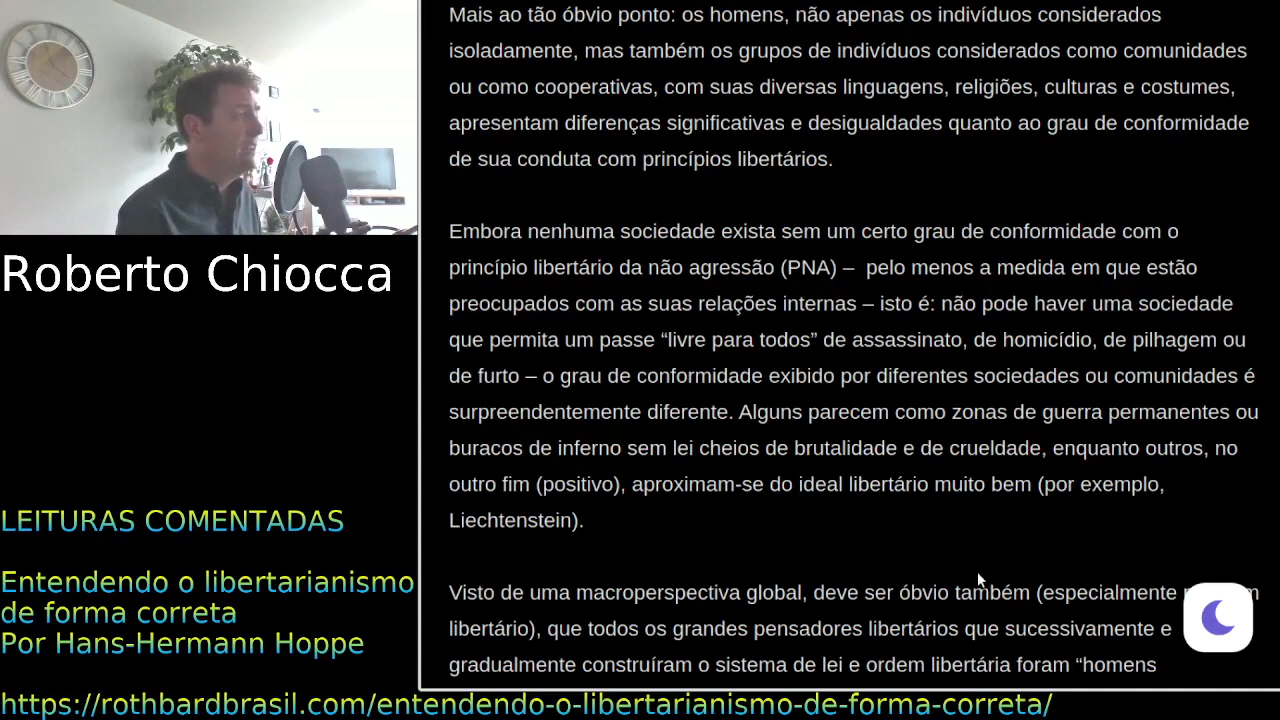 Mais ao tão óbvio ponto: os homens, não apenas os indivíduos considerados
isoladamente, mas também os grupos de indivíduos considerados como comunidades
ou como cooperativas, com suas diversas linguagens, religiões, culturas e costumes,
apresentam diferenças significativas e desigualdades quanto ao grau de conformidade
de sua conduta com princípios libertários.
Embora nenhuma sociedade exista sem um certo grau de conformidade com o
princípio libertário da não agressão (PNA) – pelo menos a medida em que estão
preocupados com as suas relações internas – isto é: não pode haver uma sociedade
que permita um passe “livre para todos” de assassinato, de homicídio, de pilhagem ou
de furto – o grau de conformidade exibido por diferentes sociedades ou comunidades é
surpreendentemente diferente. Alguns parecem como zonas de guerra permanentes ou
buracos de inferno sem lei cheios de brutalidade e de crueldade, enquanto outros, no
outro fim (positivo), aproximam-se do ideal libertário muito bem (por exemplo,
Liechtenstein).
Visto de uma macroperspectiva global, deve ser óbvio também (especialmente
libertário), que todos os grandes pensadores libertários que sucessivamente e
gradualmente construíram o sistema de lei e ordem libertária foram “homens
Roberto Chiocca
LEITURAS COMENTADAS
Entendendo o libertarianismo
de forma correta
Por Hans-Hermann Hoppe
https://rothbardbrasil.com/entendendo-o-libertarianismo-de-forma-correta/